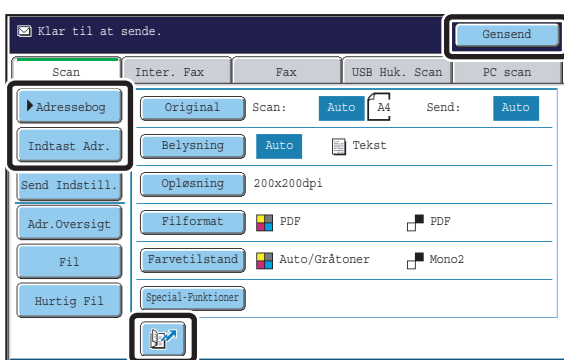 Klar til at sende.
Gensend
Scan Inter. Fax Fax USB Huk. Scan PC scan
Adressebog Original Scan: Auto A4 Send: Auto
Indtast Adr. Belysning Auto Tekst
Send Indstill. Opløsning 200x200dpi
Adr.Oversigt Filformat PDF PDF
Fil Farvetilstand Auto/Gråtoner Mono2
Hurtig Fil Special-Funktioner